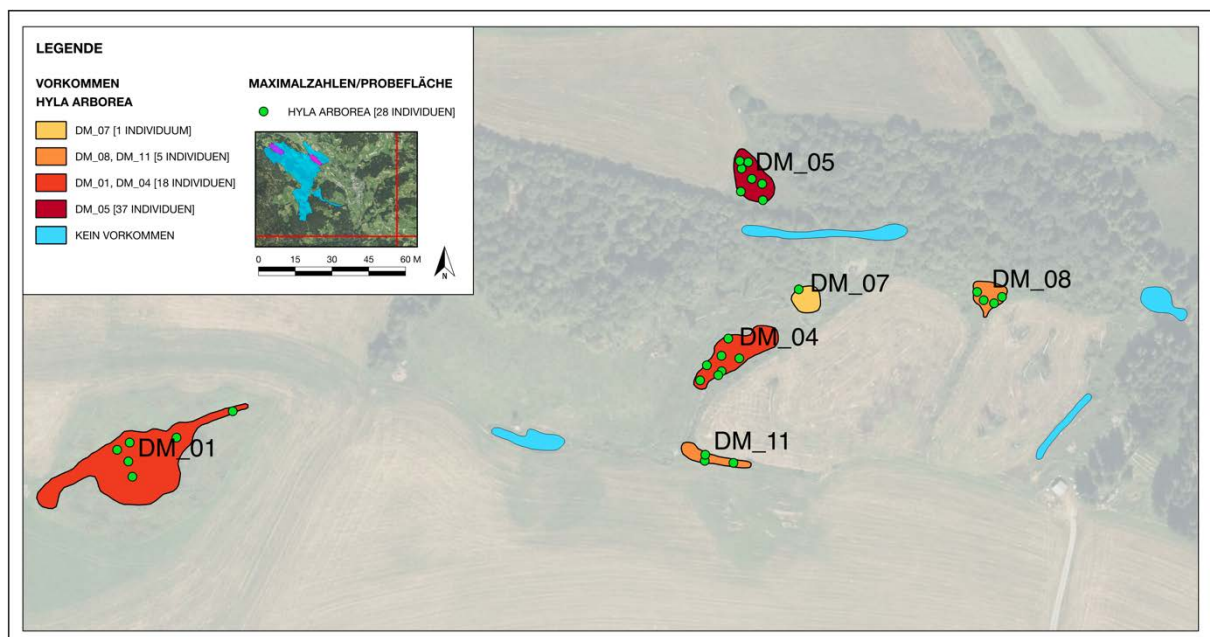 LEGENDE
VORKOMMEN
HYLA ARBOREA
DM_07 [1 INDIVIDUUM]
DM_08, DM_11 [5 INDIVIDUEN]
DM_01, DM_04 [18 INDIVIDUEN]
DM_05 [37 INDIVIDUEN]
KEIN VORKOMMEN
MAXIMALZAHLEN/PROBEFLÄCHE
HYLA ARBOREA [28 INDIVIDUEN]
0 15 30 45 60 M
N
DM_05
DM_07
DM_08
DM_04
DM_11
DM_01